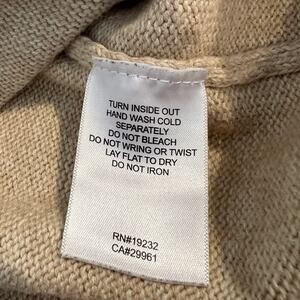 TURN INSIDE OUT
HAND WASH COLD
SEPARATELY
DO NOT BLEACH
DO NOT WRING OR TWIST
LAY FLAT TO DRY
DO NOT IRON
RN#19232
CA#29961